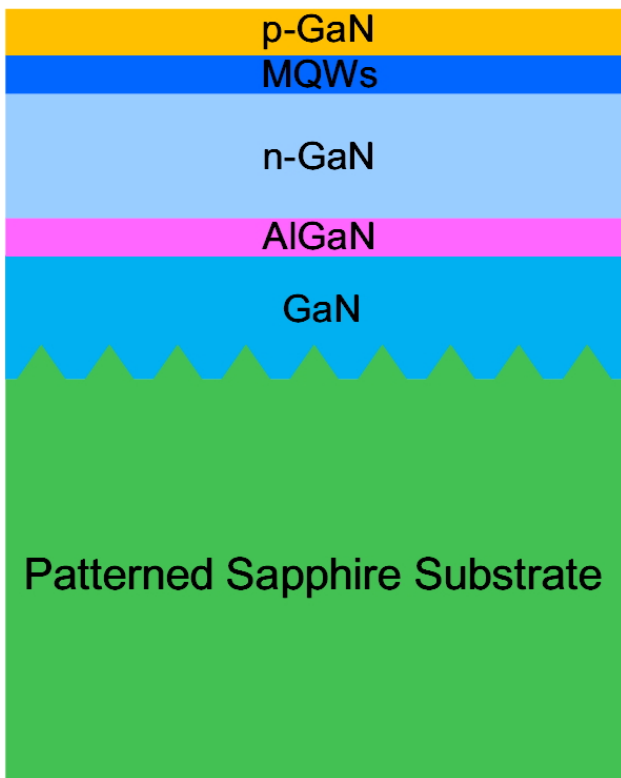 p-GaN
MQWs
n-GaN
AlGaN
GaN
Patterned Sapphire Substrate